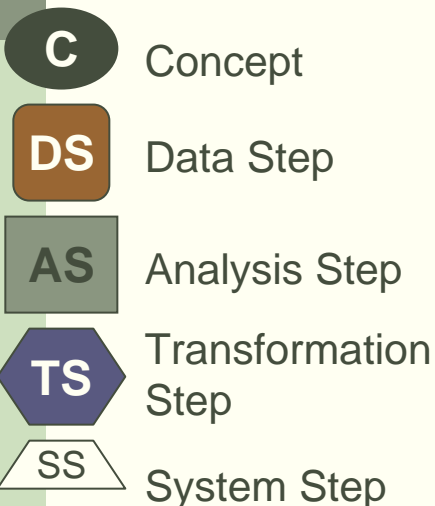 C Concept
DS Data Step
AS Analysis Step
TS Transformation
Step
SS System Step